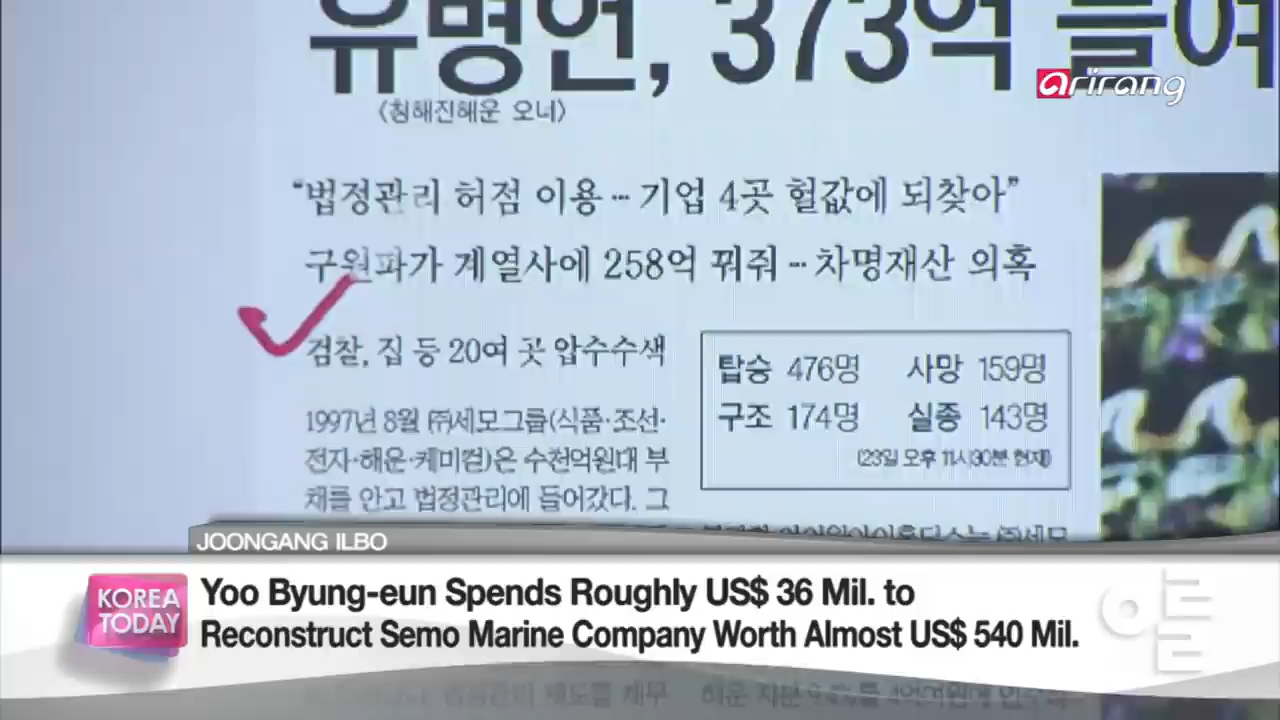 유병언, 373억 들여
arirang
〈청해진해운 오너〉
“법정관리 허점 이용…기업 4곳 헐값에 되찾아”
구원파가 계열사에 258억 꿔줘…차명재산 의혹
검찰, 집 등 20여 곳 압수수색
탑승 476명 사망 159명
구조 174명 실종 143명
(23일 오후 11시30분 현재)
1997년 8월 ㈜세모그룹(식품·조선·
전자·해운·케미컬)은 수천억원대 부
채를 안고 법정관리에 들어갔다. 그
JOONGANG ILBO
KOREA
TODAY
Yoo Byung-eun Spends Roughly US$ 36 Mil. to
Reconstruct Semo Marine Company Worth Almost US$ 540 Mil.